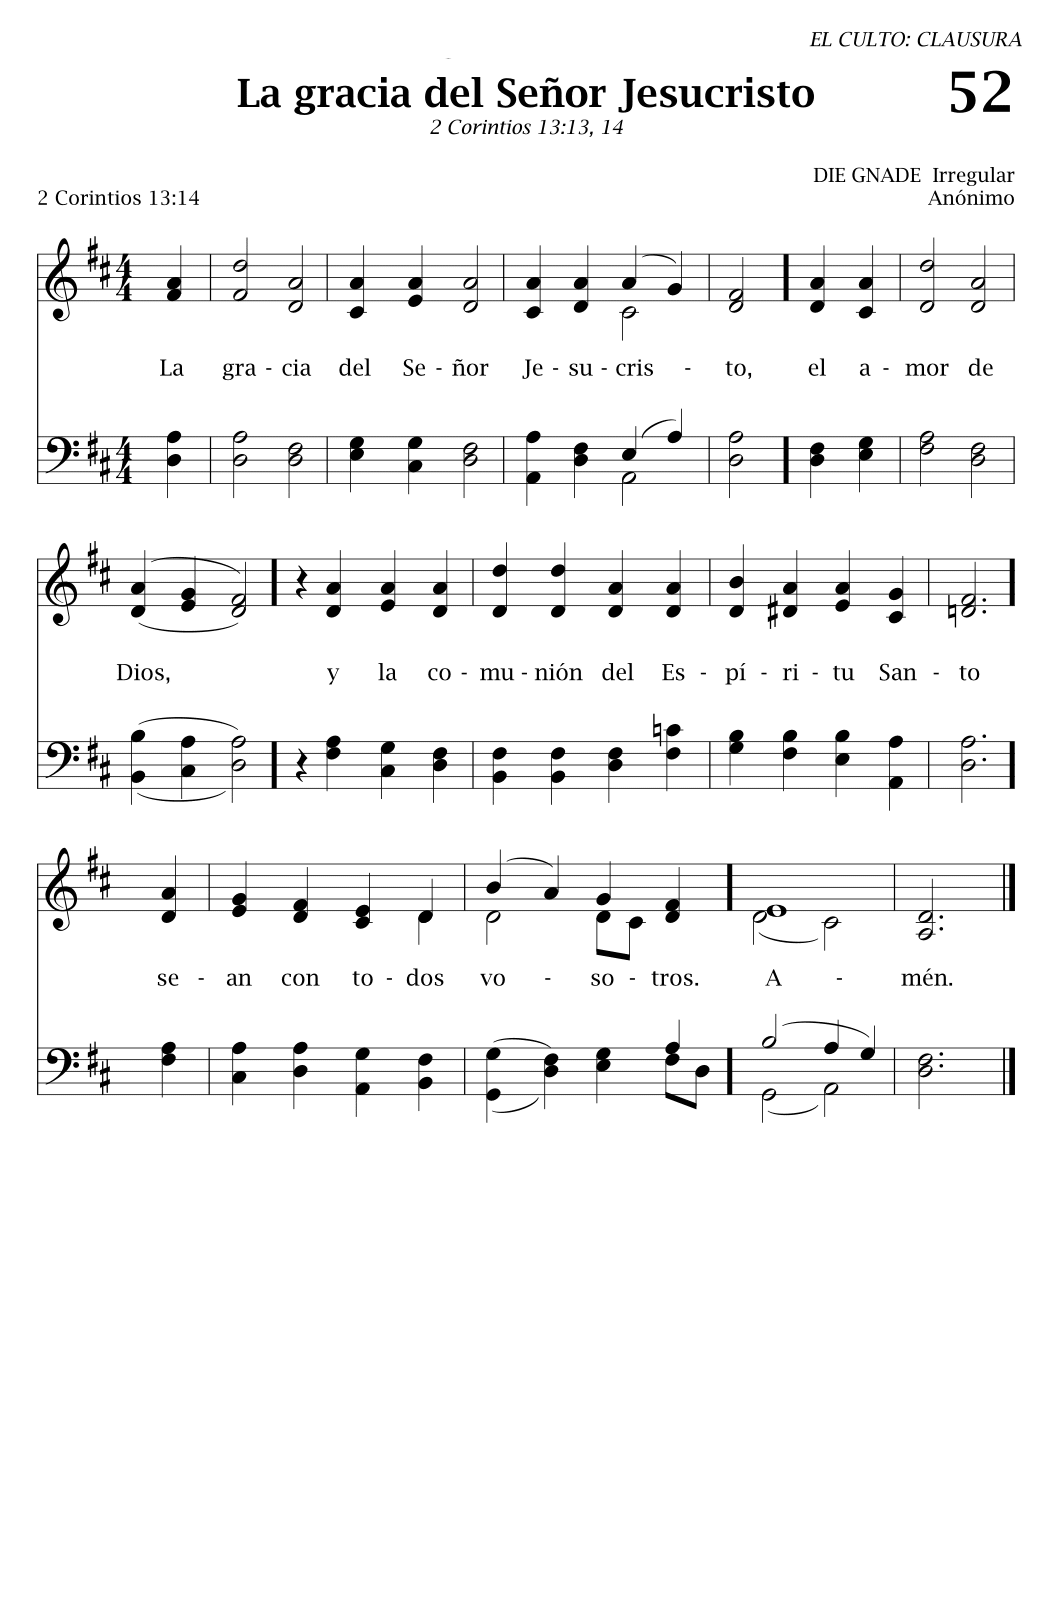 EL CULTO: CLAUSURA
La gracia del Señor Jesucristo 52
2 Corintios 13:13, 14
DIE GNADE Irregular
2 Corintios 13:14 Anónimo
La gra - cia del Se - ñor Je - su - cris - to, el a - mor de
Dios, y la co - mu - nión del Es - pí - ri - tu San - to
se - an con to - dos vo - so - tros. A - mén.